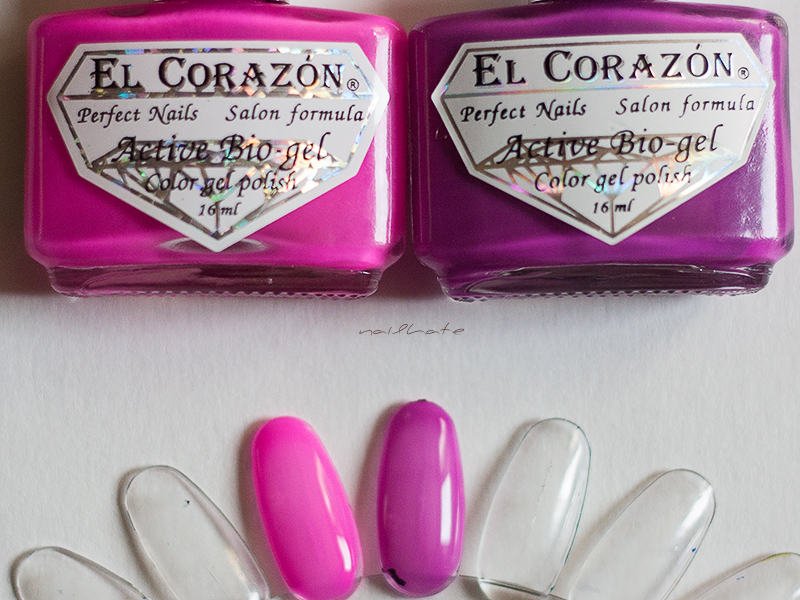 EL CORAZÓN®
Perfect Nails Salon formula
Active Bio-gel
Color gel polish
16 ml
EL CORAZÓN®
Perfect Nails Salon formula
Active Bio-gel
Color gel polish
16 ml
nailhate